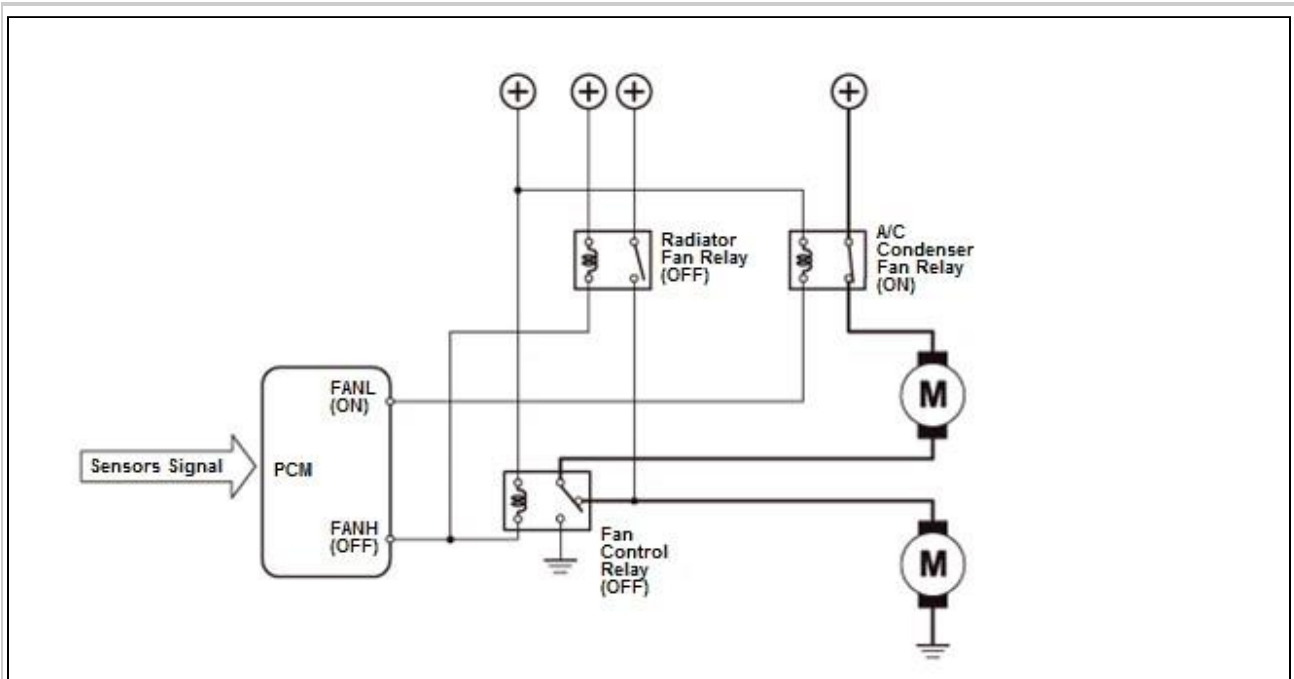 Radiator
Fan Relay
(OFF)
A/C
Condenser
Fan Relay
(ON)
FANL
(ON)
M
Sensors Signal
PCM
FANH
(OFF)
Fan
Control
Relay
(OFF)
M